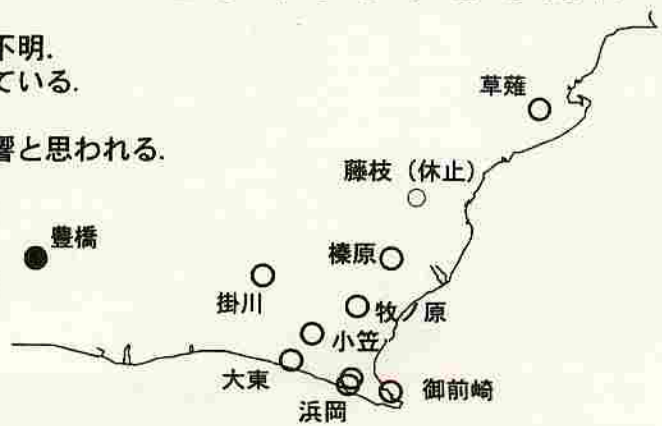 不明.
ている.
響と思われる.
草薙
藤枝（休止）
豊橋
榛原
掛川
牧ノ原
小笠
大東
浜岡
御前崎